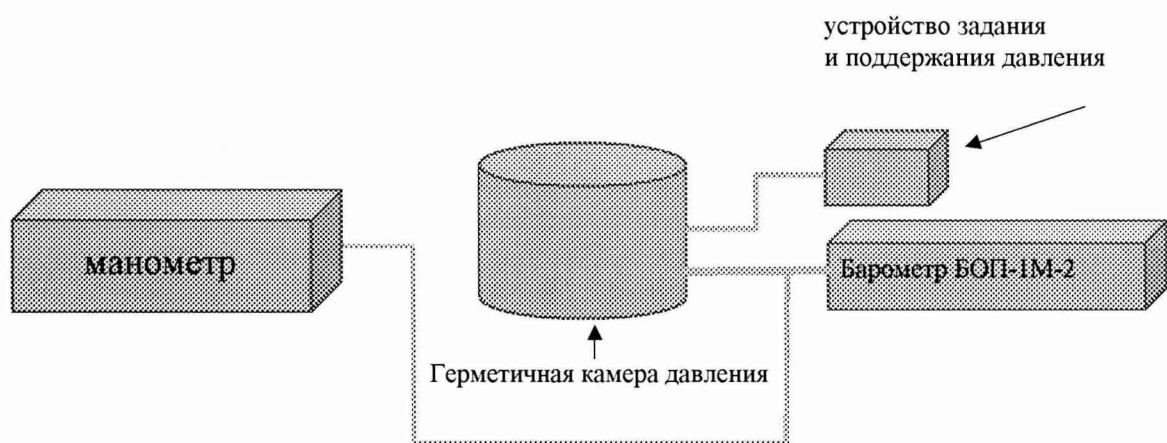 устройство задания
и поддержания давления
манометр
Барометр БОП-1М-2
Герметичная камера давления